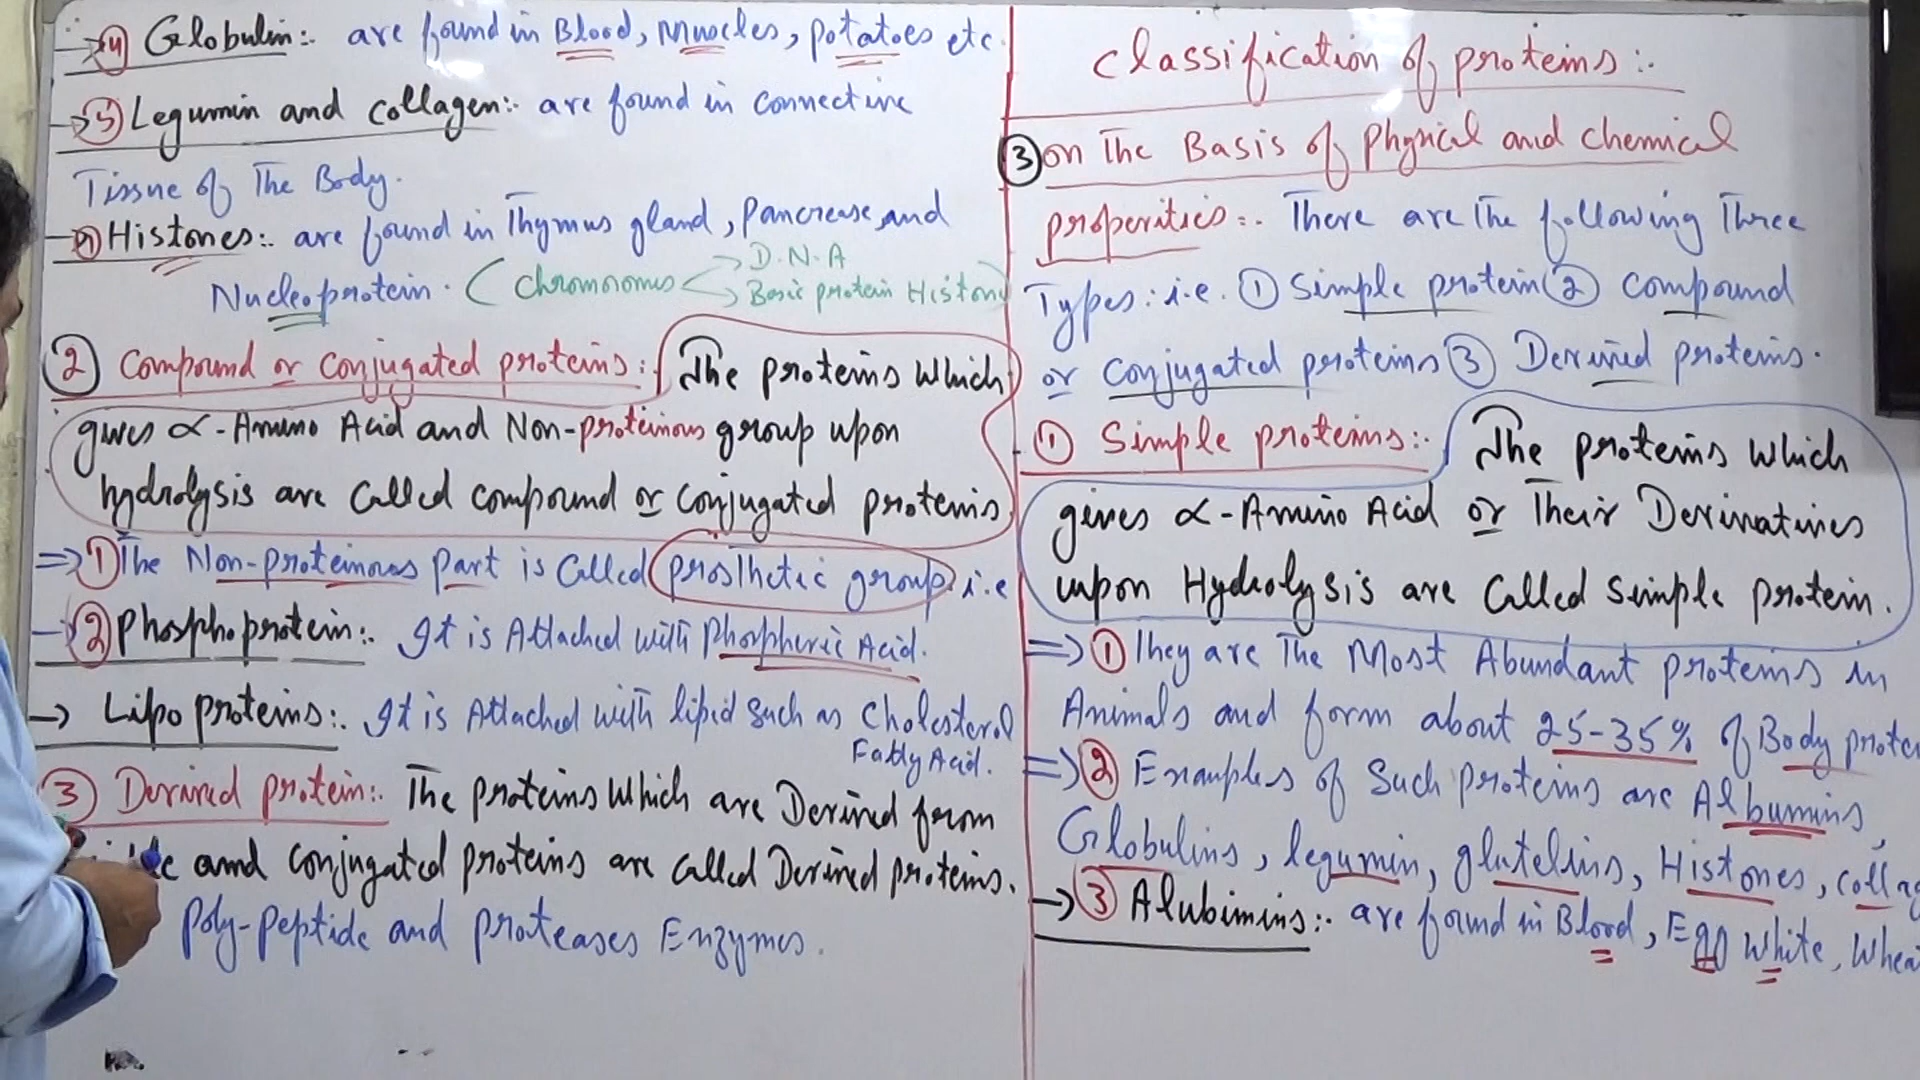 Classification of proteins:-
③ on The Basis of physical and chemical
properities:- There are The following Three
Types: i.e. ① Simple protein ② Compound
or conjugated proteins ③ Derived proteins.
① Simple proteins:- The proteins which
gives α-Amino Acid or Their Derivatives
upon Hydrolysis are Called Simple protein.
⇒ ① They are The Most Abundant proteins in
Animals and form about 25-35% of Body prote
⇒ ② Examples of Such proteins are Albumins,
Globulins, legumin, glutelins, Histones, colla
→ ③ Alubimins:- are found in Blood, Egg white, Whea
→ ④ Globulin:- are found in Blood, Muscles, potatoes etc.
→ ⑤ Legumin and collagen:- are found in connective
Tissue of The Body.
Histones:- are found in Thymus gland, Pancrease, and
Nucleoprotein. (Chromosomes → D.N.A
→ Basic protein Histone)
② Compound or Conjugated proteins: The proteins which
gives α-Amino Acid and Non-proteinous group upon
hydrolysis are Called compound or conjugated proteins
⇒ ① The Non-proteinous part is Called prosthetic group. i.e
→ ② Phosphoprotein:- It is Attached with Phospheric Acid.
→ Lipo proteins:- It is Attached with lipid Such as Cholesterol
Fatty Acid.
③ Derived protein:- The proteins which are Derived from
and conjugated proteins are called Derived proteins.
Poly-peptide and proteases Enzymes.